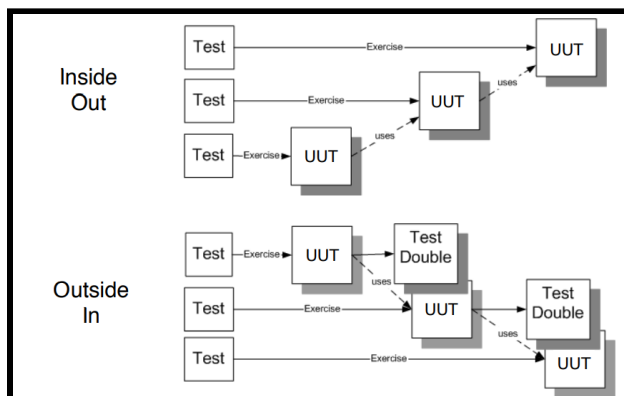 Inside
Out
Test
Exercise
UUT
uses
Test
Exercise
UUT
uses
Test
Exercise
UUT
Outside
In
Test
Exercise
UUT
Test
Double
uses
Test
Exercise
UUT
Test
Double
uses
Test
Exercise
UUT